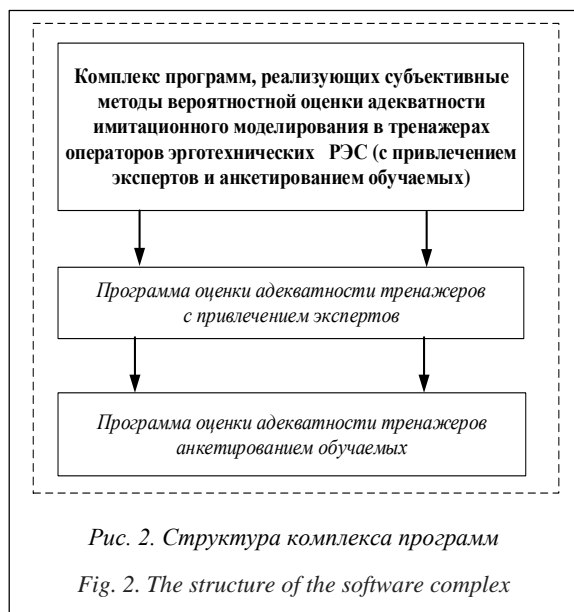 Комплекс программ, реализующих субъективные
методы вероятностной оценки адекватности
имитационного моделирования в тренажерах
операторов эрготехнических РЭС (с привлечением
экспертов и анкетированием обучаемых)
Программа оценки адекватности тренажеров
с привлечением экспертов
Программа оценки адекватности тренажеров
анкетированием обучаемых
Рис. 2. Структура комплекса программ
Fig. 2. The structure of the software complex